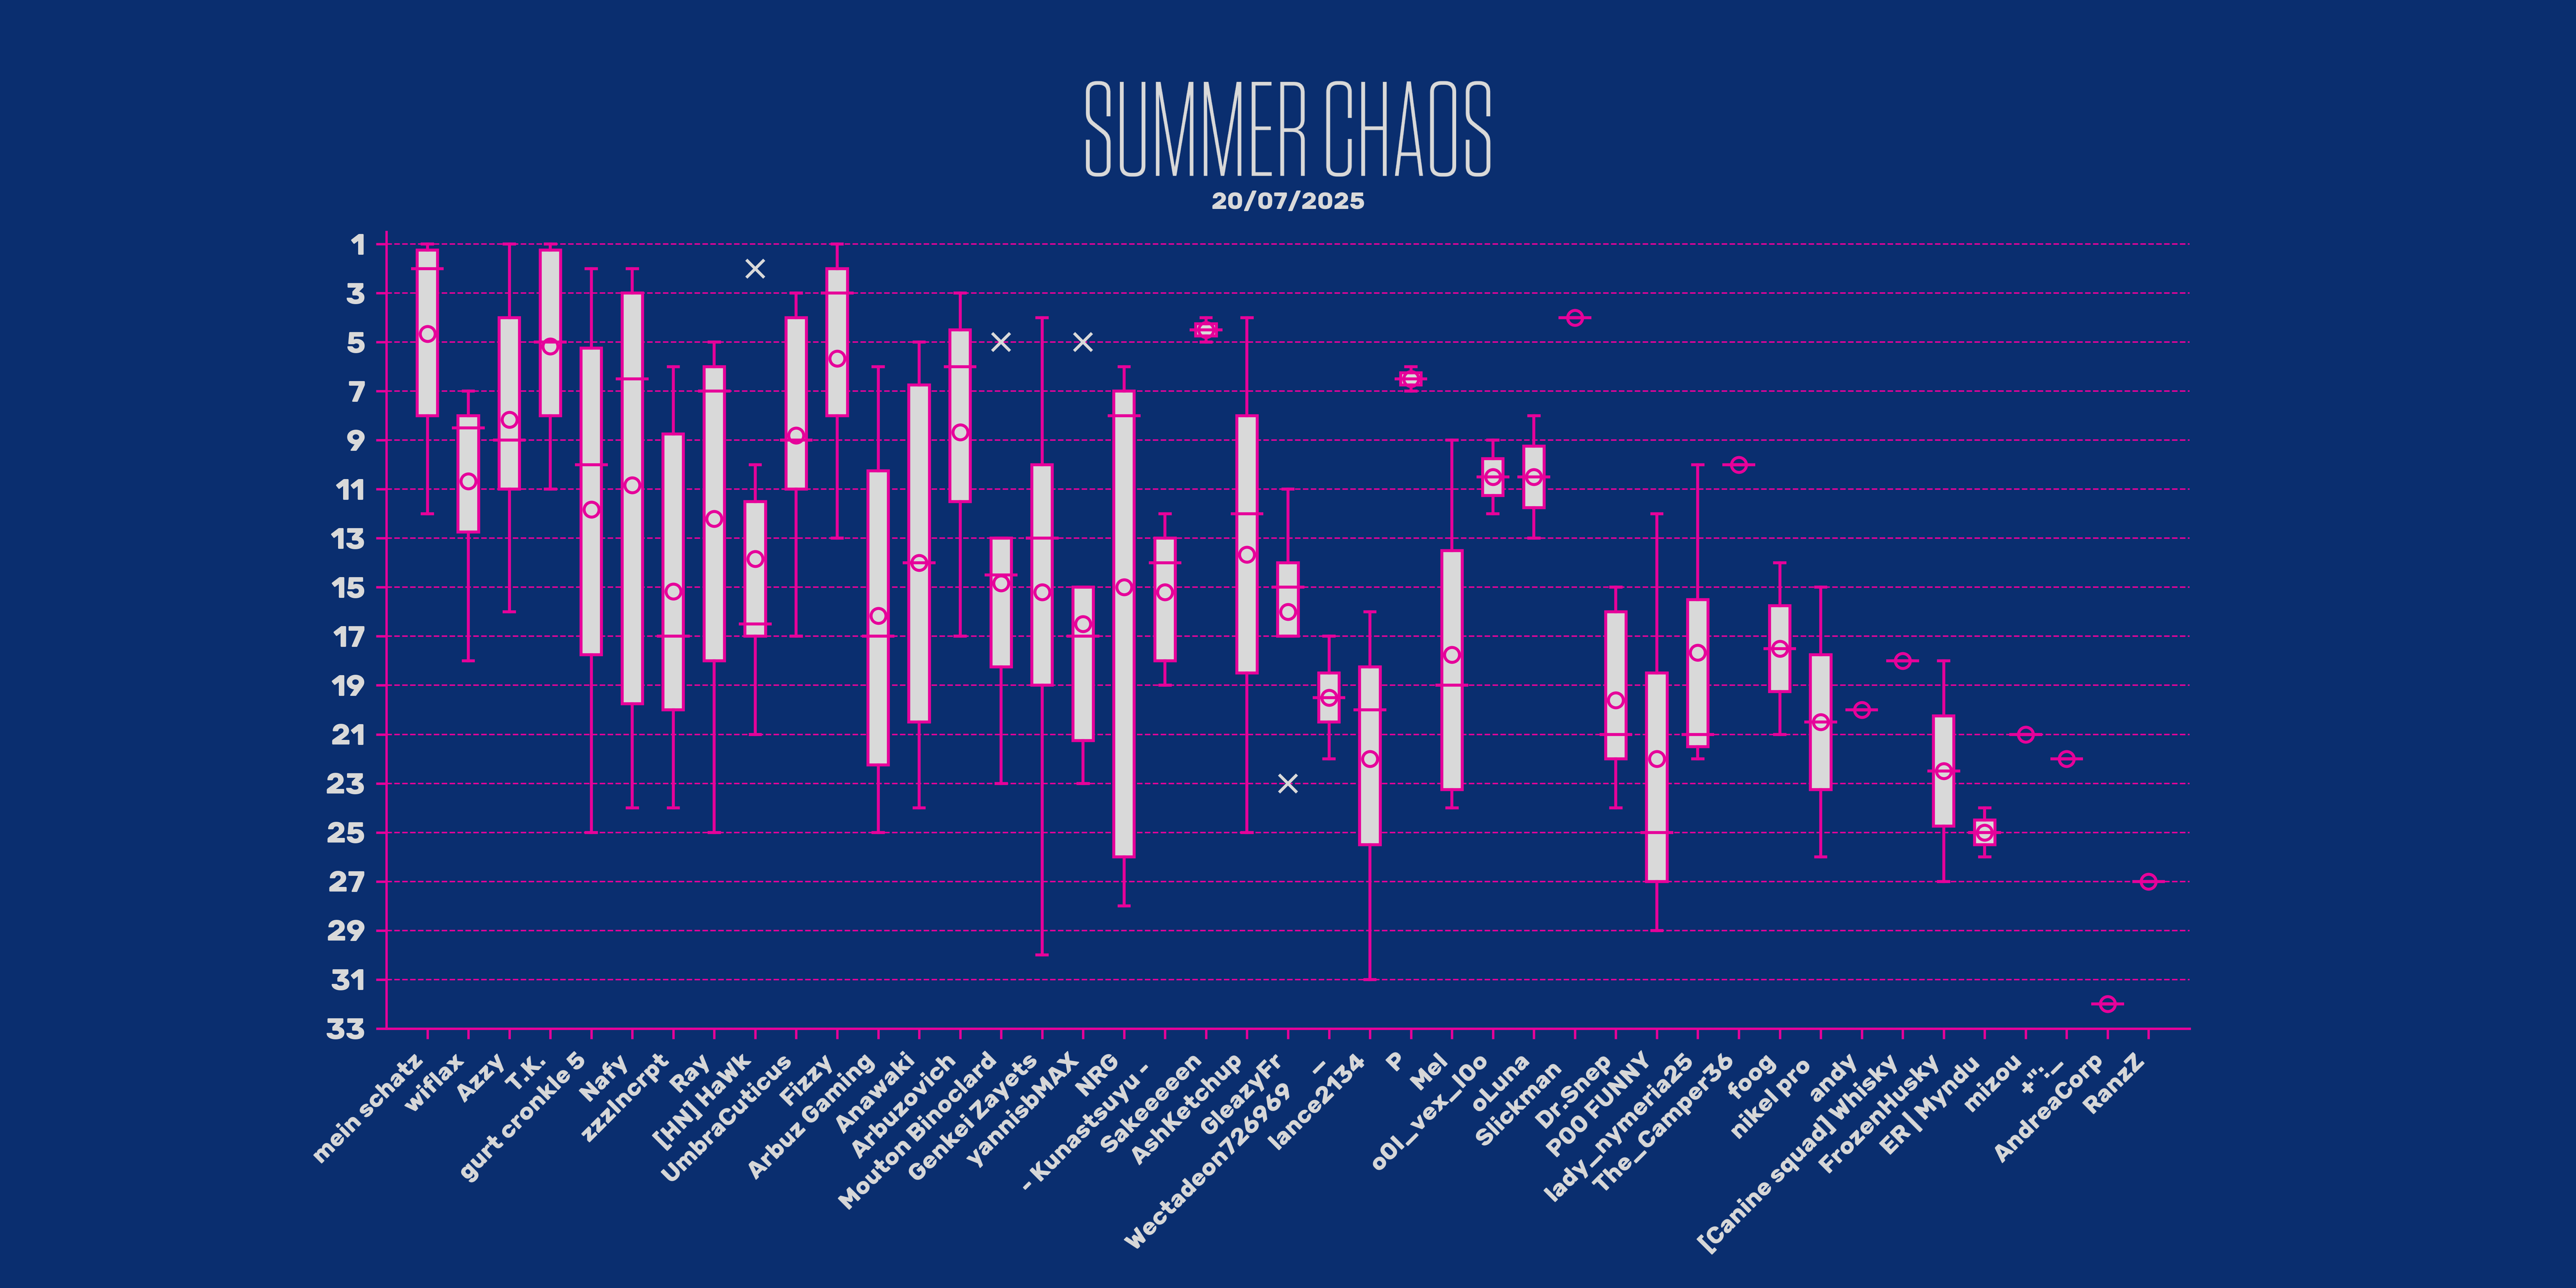 SUMMER CHAOS
20/07/2025
1
3
5
7
9
11
13
15
17
19
21
23
25
27
29
31
33
mein schatz
wiflax
Azzy
T.K.
gurt cronkle 5
Nafy
zzzIncrpt
Ray
[HN] HaWk
UmbraCuticus
Fizzy
Arbuz Gaming
Anawaki
Arbuzovich
Mouton Binoclard
Genkei Zayets
yannisbMAX
NRG
- Kunastsuyu -
Sakeeeeen
AshKetchup
GleazyFr
Wectadeon726969 _
lance2134
P
Mel
o0l_vex_l0o
oLuna
Slickman
Dr.Snep
P00 FUNNY
lady_nymeria25
The_Camper36
foog
nikel pro
andy
[Canine squad] Whisky
FrozenHusky
ER | Myndu
mizou
+";:_
AndreaCorp
RanzZ